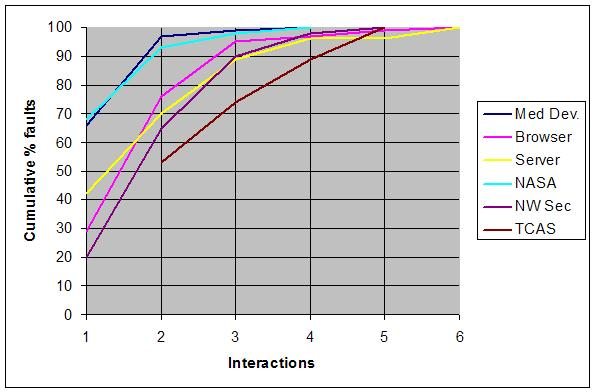 100
90
80
70
60
50
40
30
20
10
0
Cumulative % faults
1 2 3 4 5 6
Interactions
Med Dev.
Browser
Server
NASA
NW Sec
TCAS